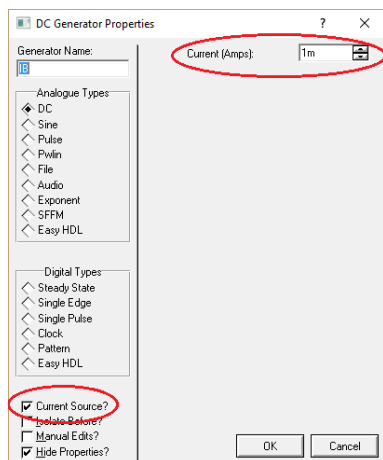 DC Generator Properties
Generator Name:
IB
Analogue Types
DC
Sine
Pulse
Pwlin
File
Audio
Exponent
SFFM
Easy HDL
Digital Types
Steady State
Single Edge
Single Pulse
Clock
Pattern
Easy HDL
Current Source?
Isolate Before?
Manual Edits?
Hide Properties?
Current (Amps):
1m
OK
Cancel